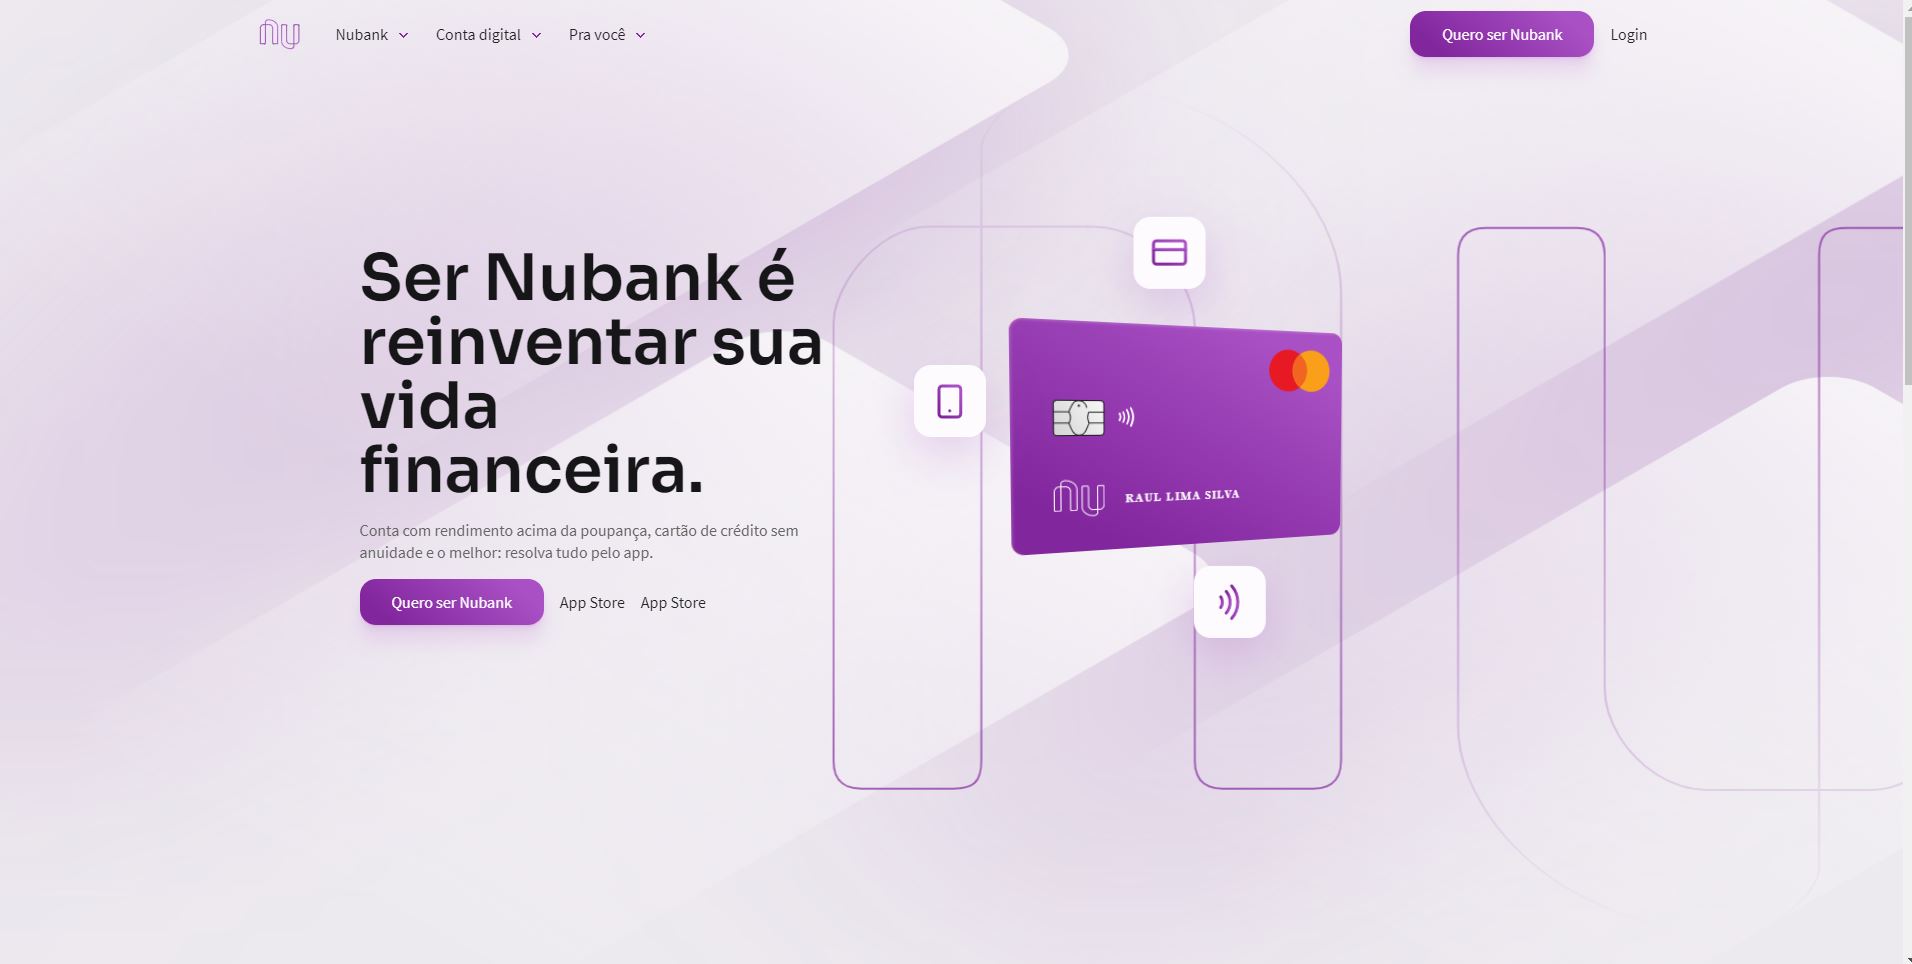 nu
Nubank
Conta digital
Pra você
Quero ser Nubank
Login
Ser Nubank é
reinventar sua
vida
financeira.
Conta com rendimento acima da poupança, cartão de crédito sem
anuidade e o melhor: resolva tudo pelo app.
Quero ser Nubank
App Store
App Store
nu
RAUL LIMA SILVA